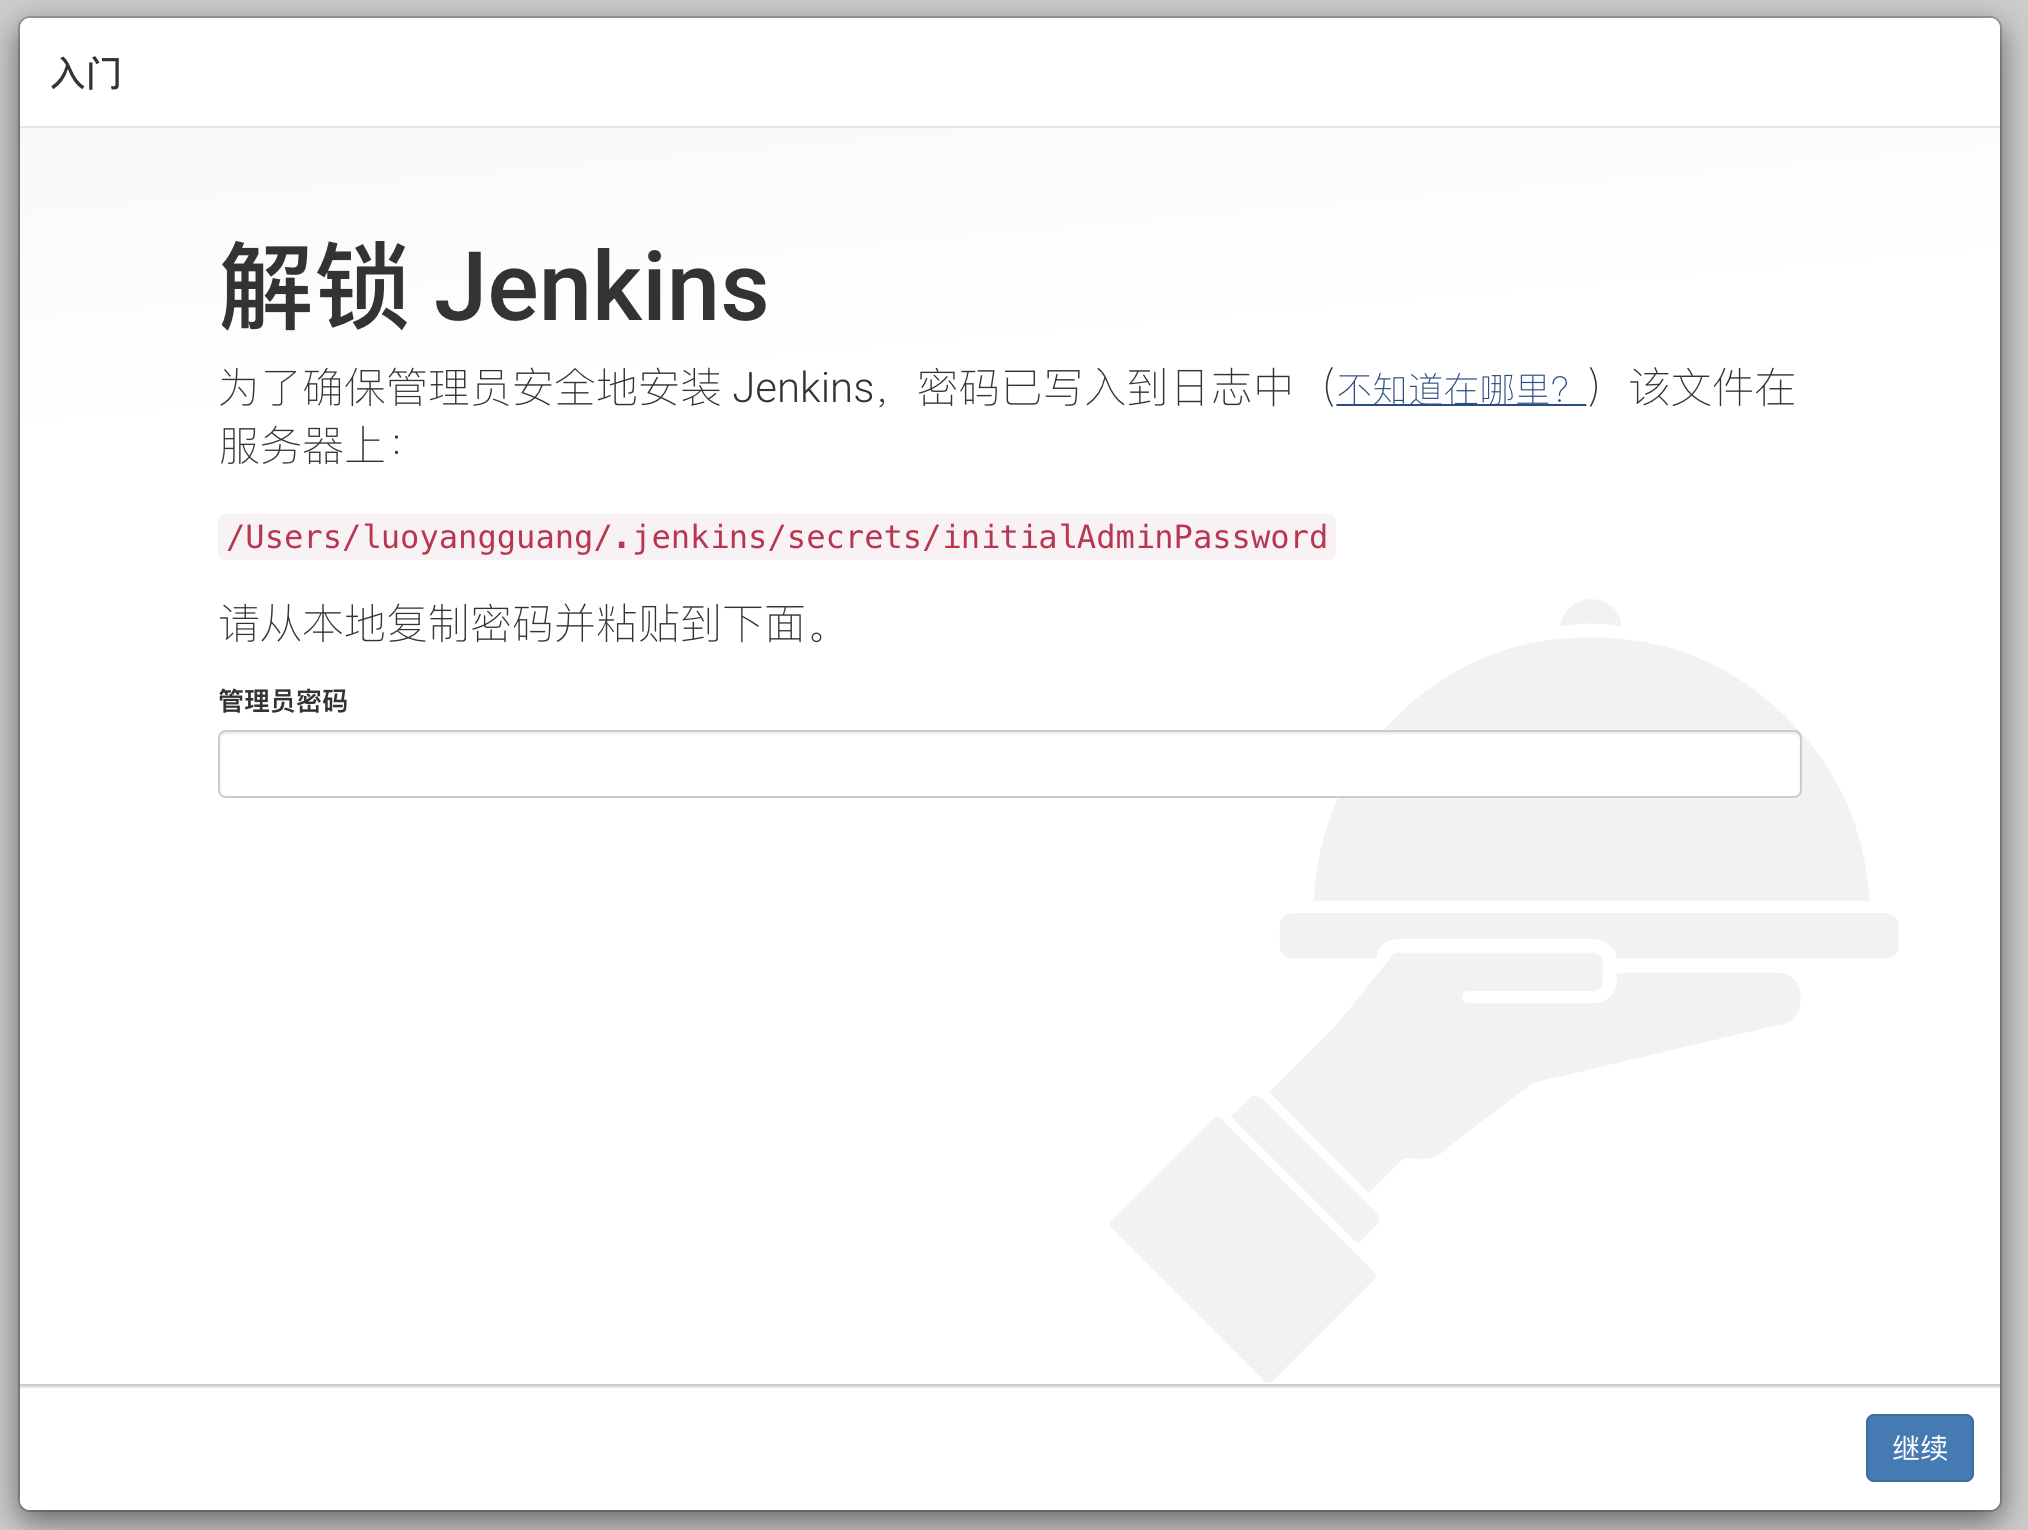 入门
解锁 Jenkins
为了确保管理员安全地安装 Jenkins，密码已写入到日志中（不知道在哪里？）该文件在
服务器上：
/Users/luoyangguang/.jenkins/secrets/initialAdminPassword
请从本地复制密码并粘贴到下面。
管理员密码
继续